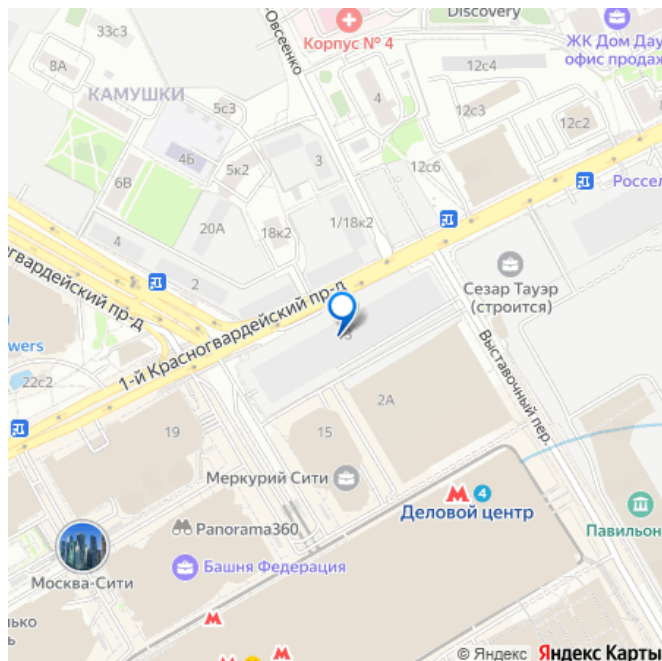 33с3
-Овсеенко
Discovery
Корпус № 4
ЖК Дом Дау
офис продаж
8А
12с4
КАМУШКИ
5с3
4
12с3
12с2
4Б
3
5к2
12с6
6В
Россел
20А
1/18к2
18к2
4
2
Сезар Тауэр
(строится)
гвардейский пр-д
1-й Красногвардейский пр-д
wers
22с2
Выставочный пер.
2А
19
15
Меркурий Сити
4
Деловой центр
Panorama360
Павильон
Башня Федерация
Москва-Сити
лько
ь
© Яндекс Яндекс Карты